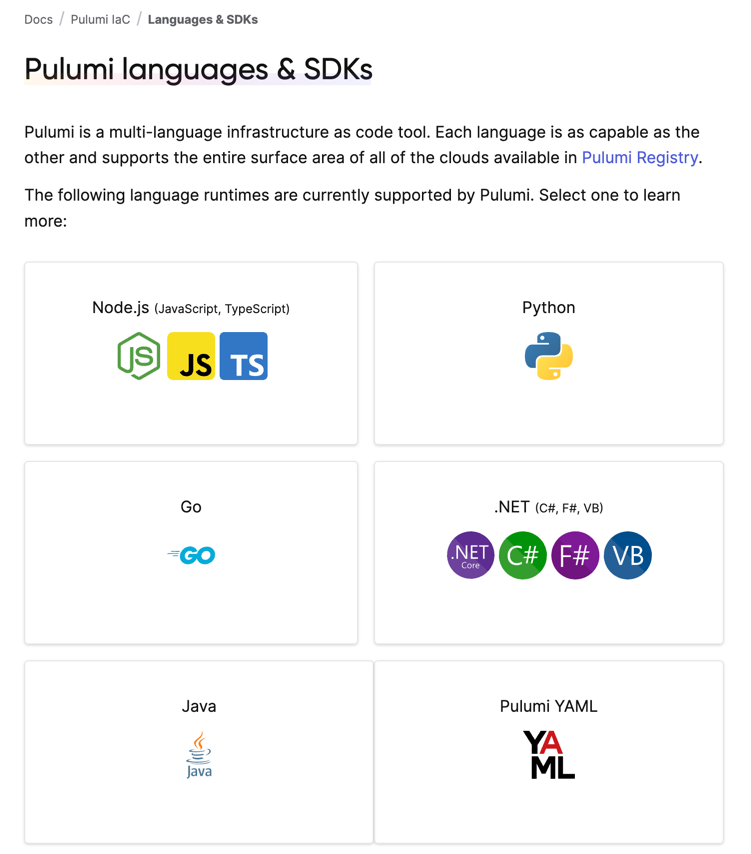 Docs / Pulumi IaC / Languages & SDKs
Pulumi languages & SDKs
Pulumi is a multi-language infrastructure as code tool. Each language is as capable as the
other and supports the entire surface area of all of the clouds available in Pulumi Registry.
The following language runtimes are currently supported by Pulumi. Select one to learn
more:
Node.js (JavaScript, TypeScript)
JS JS TS
Python
Go
GO
.NET (C#, F#, VB)
.NET Core C# F# VB
Java
Java
Pulumi YAML
YA
ML